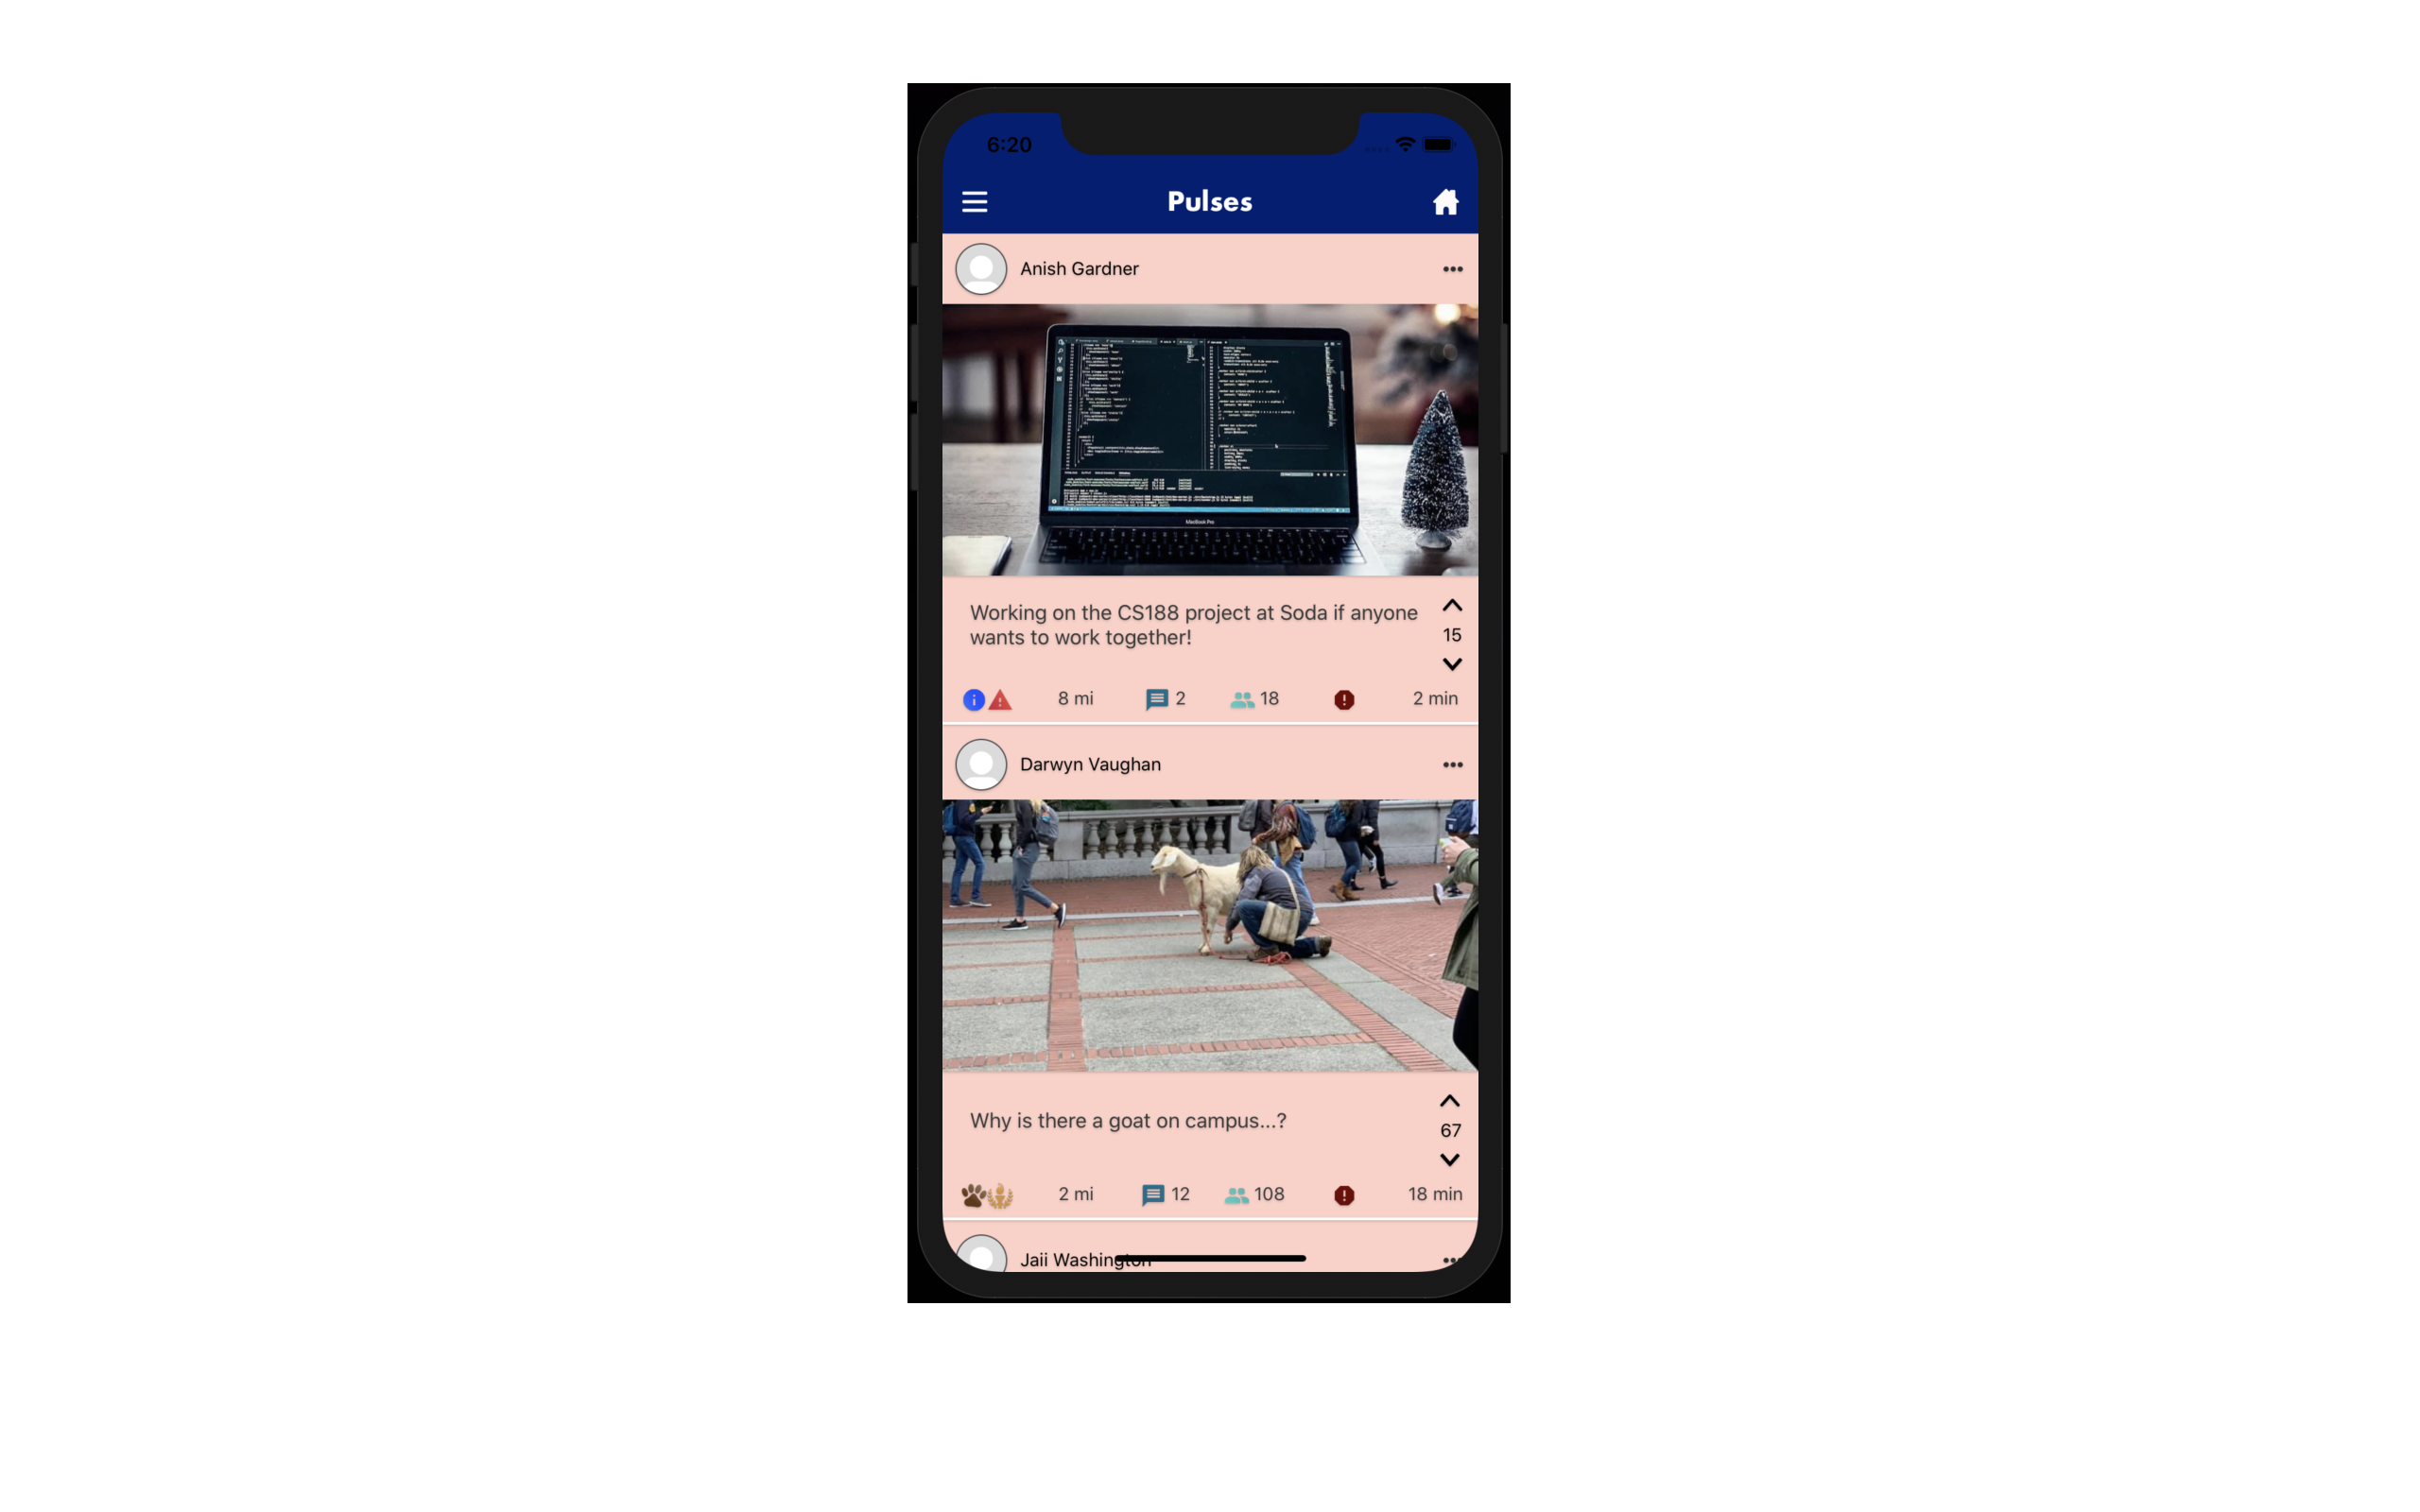 6:20
Pulses
Anish Gardner
MacBook Pro
Working on the CS188 project at Soda if anyone
wants to work together!
15
8 mi
2
18
2 min
Darwyn Vaughan
Why is there a goat on campus...?
67
2 mi
12
108
18 min
Jaii Washington